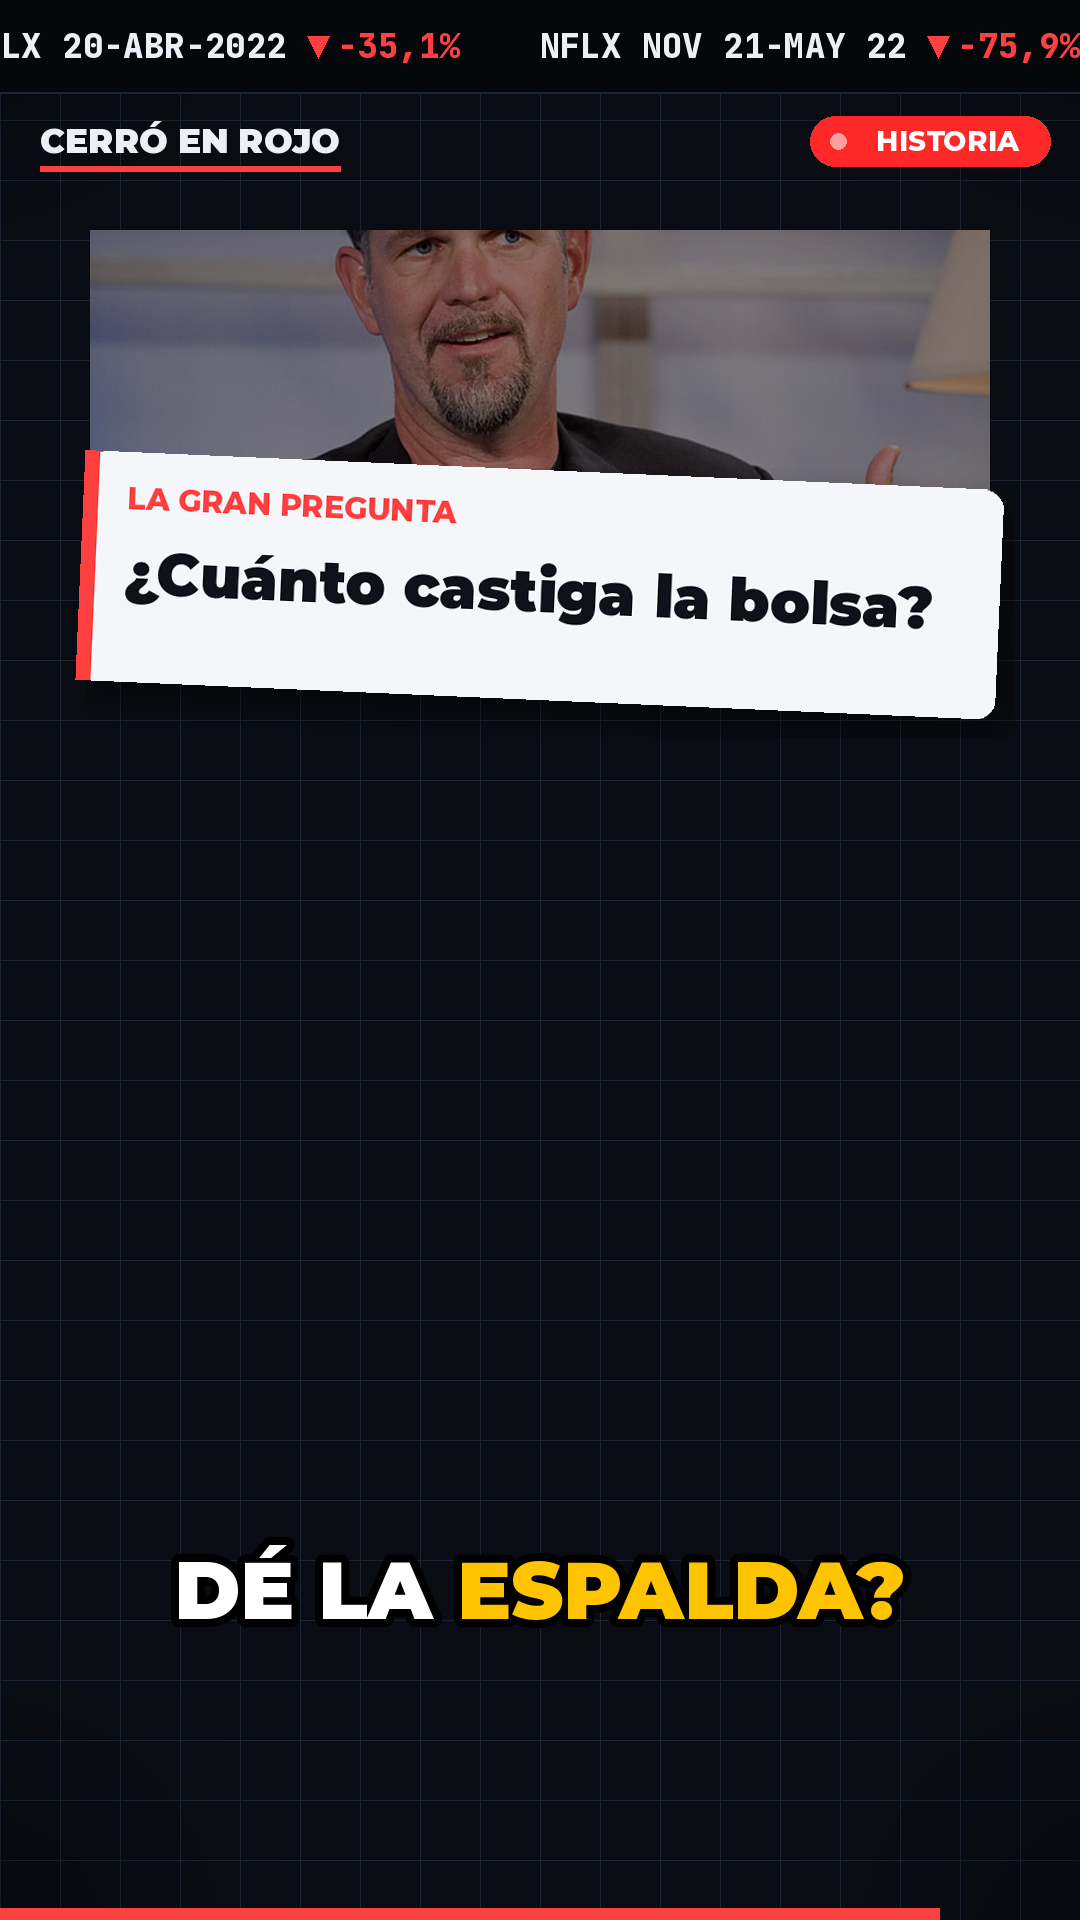 LX 20-ABR-2022 ▼-35,1% NFLX NOV 21-MAY 22 ▼-75,9%
CERRÓ EN ROJO
HISTORIA
LA GRAN PREGUNTA
¿Cuánto castiga la bolsa?
DÉ LA ESPALDA?